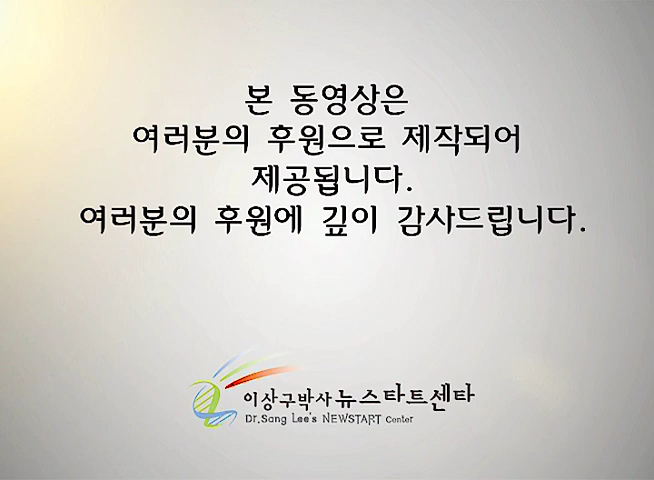 본 동영상은
여러분의 후원으로 제작되어
제공됩니다.
여러분의 후원에 깊이 감사드립니다.
이상구박사 뉴스타트센타
Dr.Sang Lee's NEWSTART Center